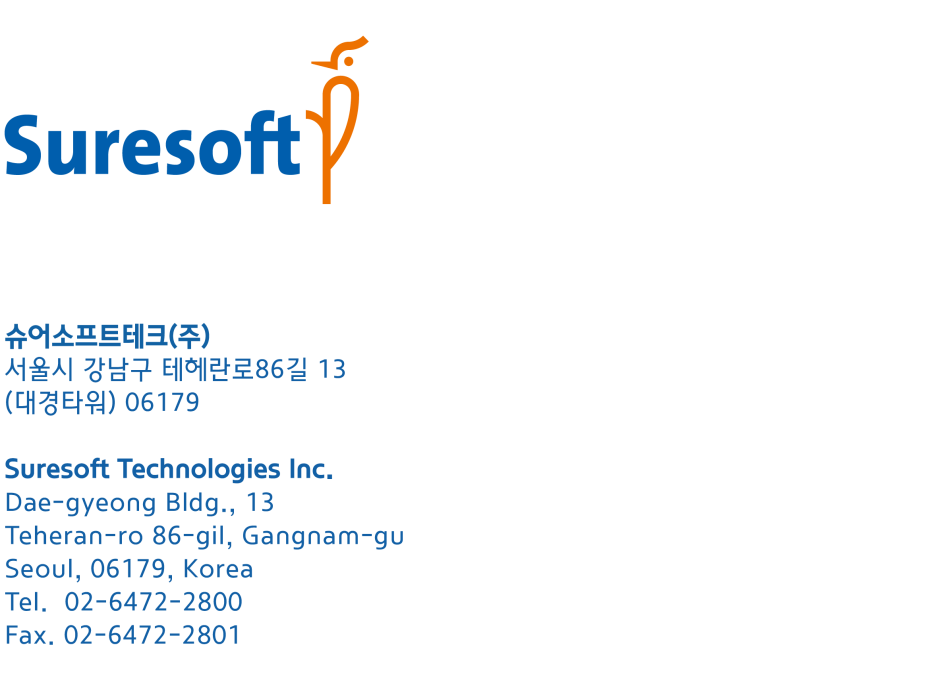 Suresoft
슈어소프트테크(주)
서울시 강남구 테헤란로86길 13
(대경타워) 06179
Suresoft Technologies Inc.
Dae-gyeong Bldg., 13
Teheran-ro 86-gil, Gangnam-gu
Seoul, 06179, Korea
Tel.  02-6472-2800
Fax. 02-6472-2801